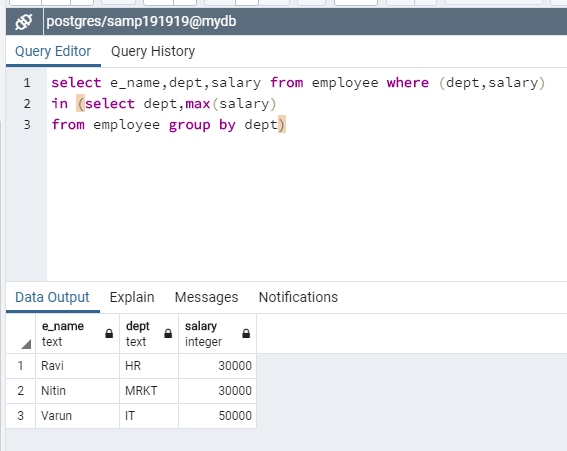 postgres/samp191919@mydb
Query Editor Query History
1 select e_name,dept,salary from employee where (dept,salary)
2 in (select dept,max(salary)
3 from employee group by dept)
Data Output Explain Messages Notifications
e_name dept salary
text text integer
1 Ravi HR 30000
2 Nitin MRKT 30000
3 Varun IT 50000